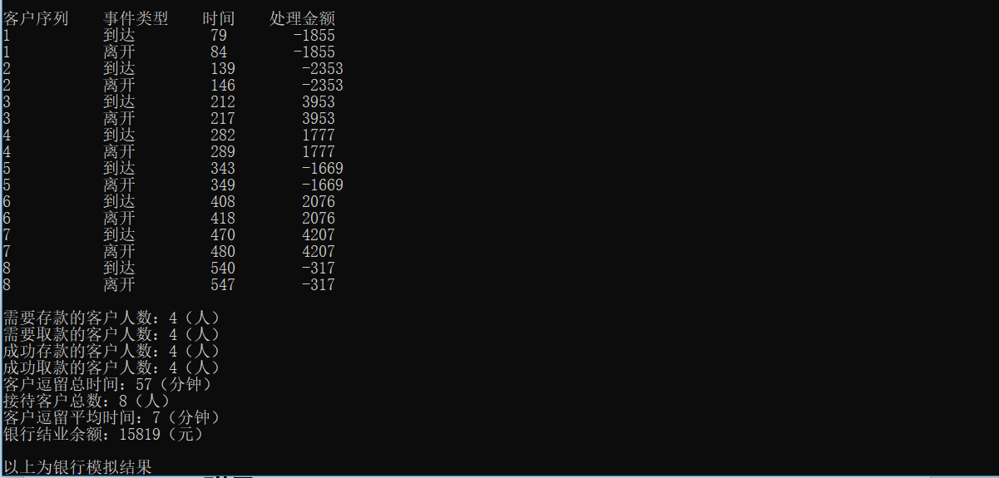 客户序列 事件类型 时间 处理金额
1 到达 79 -1855
1 离开 84 -1855
2 到达 139 -2353
2 离开 146 -2353
3 到达 212 3953
3 离开 217 3953
4 到达 282 1777
4 离开 289 1777
5 到达 343 -1669
5 离开 349 -1669
6 到达 408 2076
6 离开 418 2076
7 到达 470 4207
7 离开 480 4207
8 到达 540 -317
8 离开 547 -317
需要存款的客户人数：4（人）
需要取款的客户人数：4（人）
成功存款的客户人数：4（人）
成功取款的客户人数：4（人）
客户逗留总时间：57（分钟）
接待客户总数：8（人）
客户逗留平均时间：7（分钟）
银行结业余额：15819（元）
以上为银行模拟结果